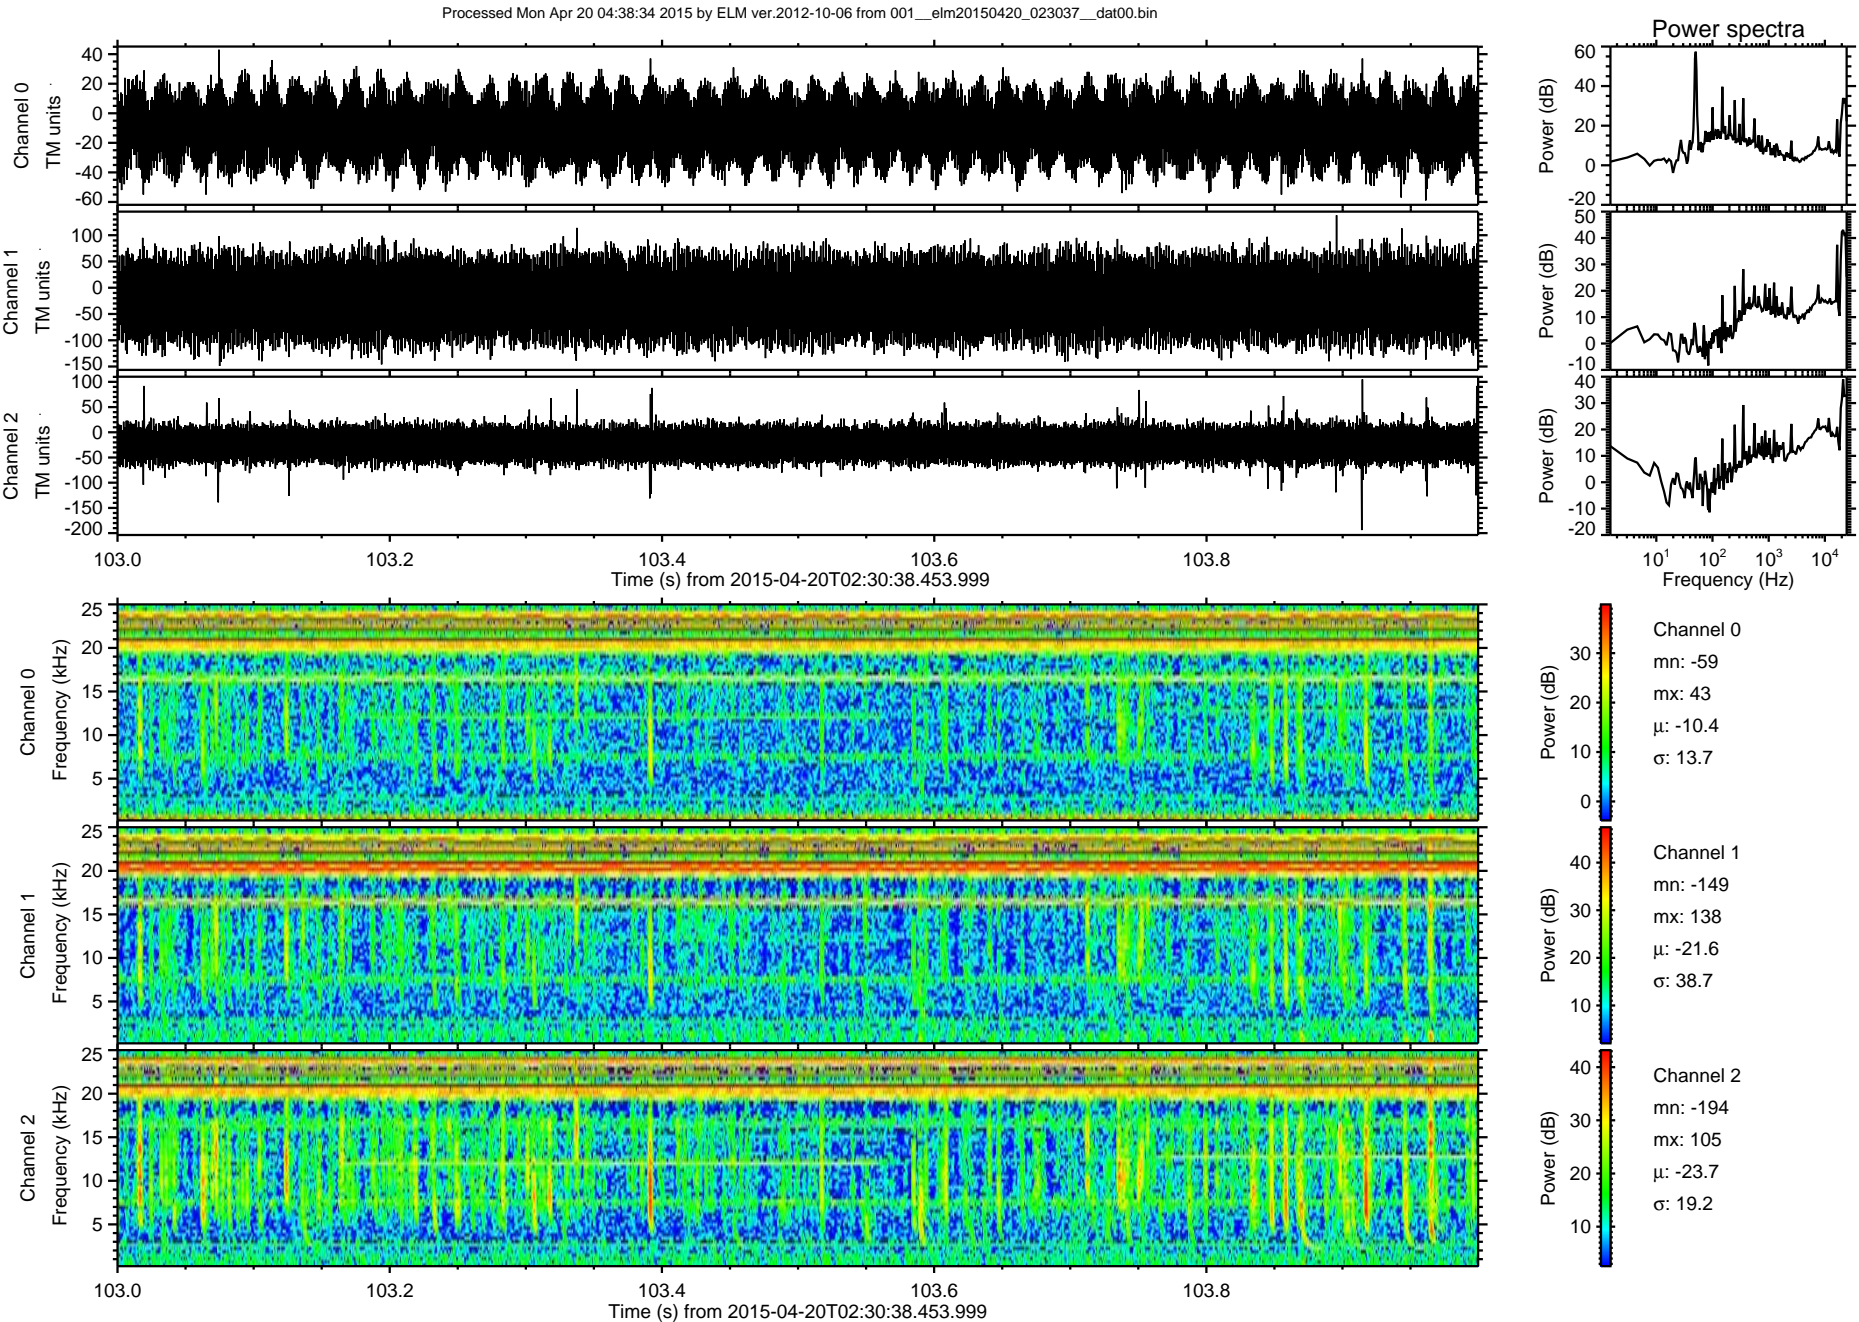 Processed Mon Apr 20 04:38:34 2015 by ELM ver.2012-10-06 from 001__elm20150420_023037__dat00.bin
Power spectra
Channel 0
TM units
40
20
0
-20
-40
-60
Power (dB)
60
40
20
0
-20
Channel 1
TM units
100
50
0
-50
-100
-150
Power (dB)
50
40
30
20
10
0
-10
Channel 2
TM units
100
50
0
-50
-100
-150
-200
Power (dB)
40
30
20
10
0
-10
-20
103.0 103.2 103.4 103.6 103.8
Time (s) from 2015-04-20T02:30:38.453.999
10¹ 10² 10³ 10⁴
Frequency (Hz)
Channel 0
Frequency (kHz)
25
20
15
10
5
Power (dB)
30
20
10
0
Channel 0
mn: -59
mx: 43
μ: -10.4
σ: 13.7
Channel 1
Frequency (kHz)
25
20
15
10
5
Power (dB)
40
30
20
10
Channel 1
mn: -149
mx: 138
μ: -21.6
σ: 38.7
Channel 2
Frequency (kHz)
25
20
15
10
5
Power (dB)
40
30
20
10
Channel 2
mn: -194
mx: 105
μ: -23.7
σ: 19.2
103.0 103.2 103.4 103.6 103.8
Time (s) from 2015-04-20T02:30:38.453.999